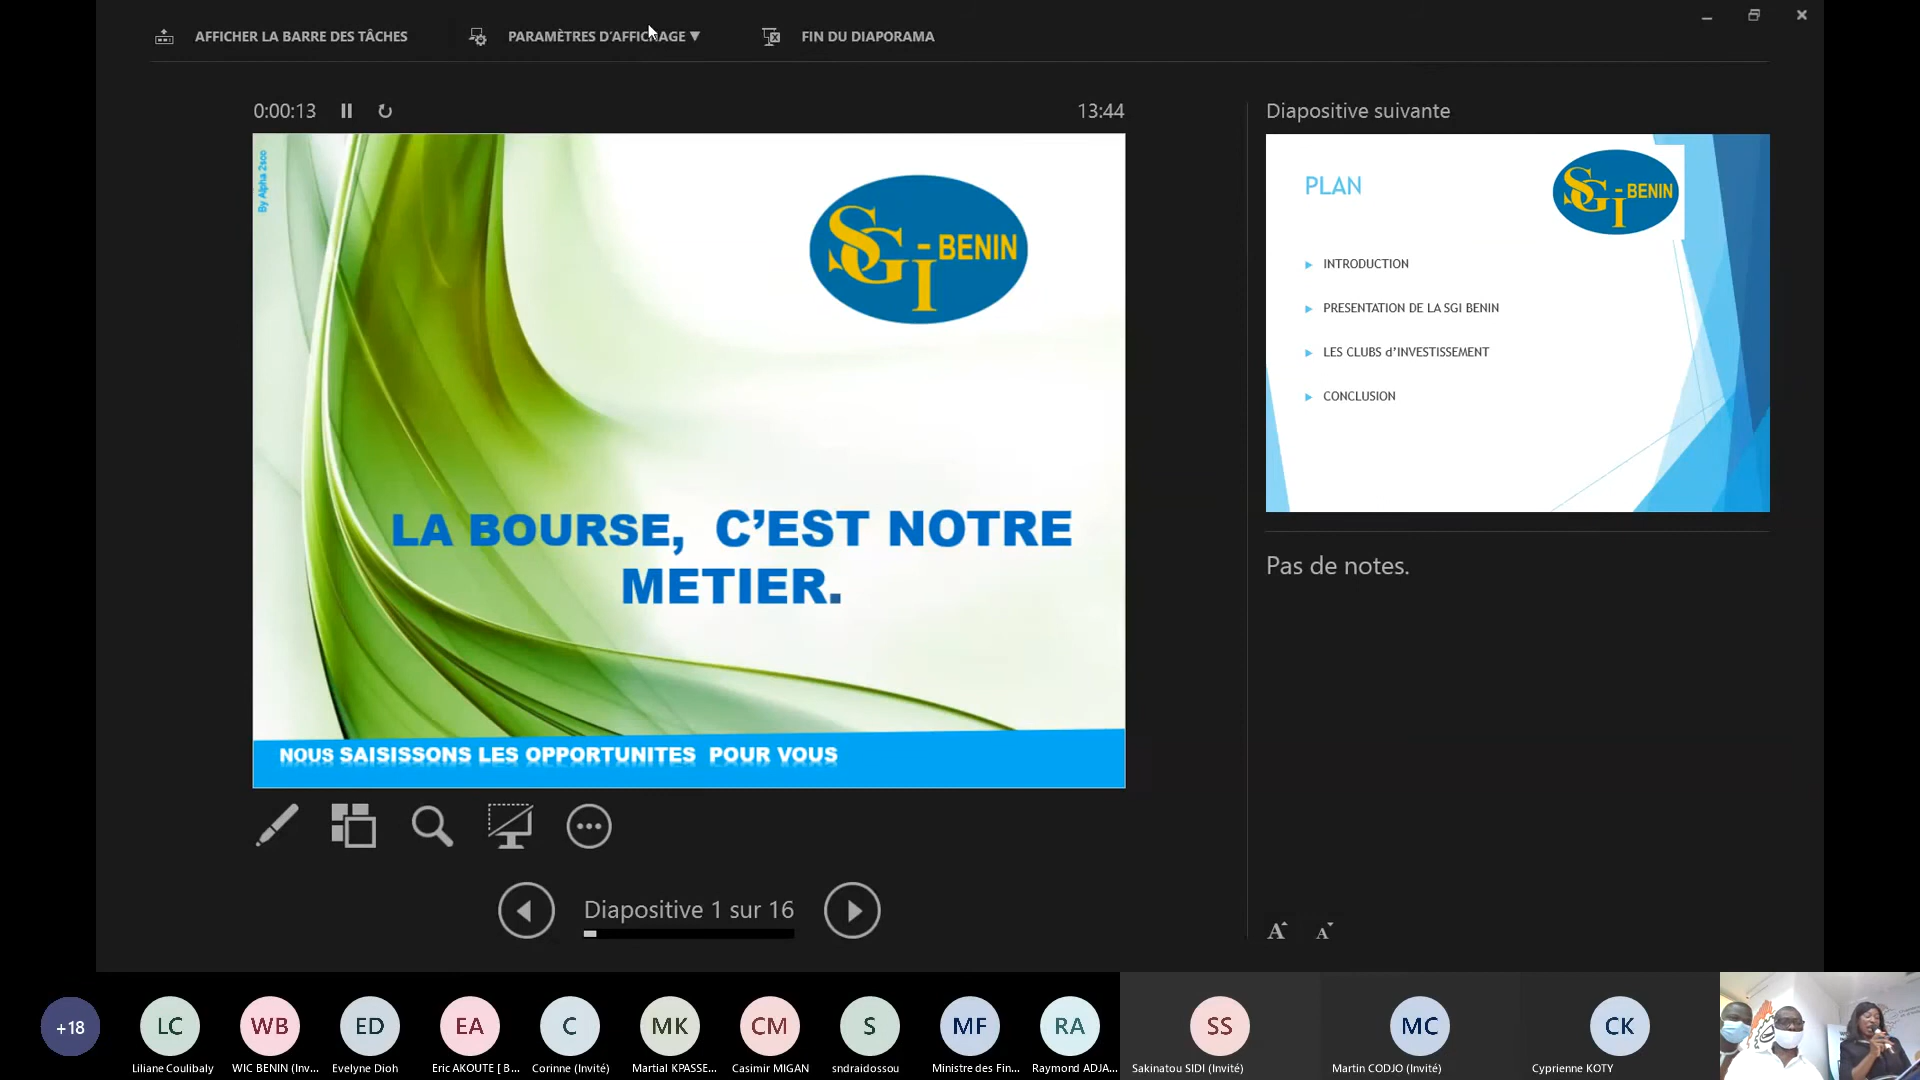 AFFICHER LA BARRE DES TÂCHES
PARAMÈTRES D'AFFICHAGE ▼
FIN DU DIAPORAMA
0:00:13
13:44
By Alpha 2soo
SGI - BENIN
LA BOURSE, C'EST NOTRE
METIER.
NOUS SAISISSONS LES OPPORTUNITES POUR VOUS
Diapositive 1 sur 16
Diapositive suivante
PLAN
SGI - BENIN
INTRODUCTION
PRESENTATION DE LA SGI BENIN
LES CLUBS d'INVESTISSEMENT
CONCLUSION
Pas de notes.
A A
+18
LC
WB
ED
EA
C
MK
CM
S
MF
RA
SS
MC
CK
Liliane Coulibaly
WIC BENIN (Inv...
Evelyne Dioh
Eric AKOUTE [ B...
Corinne (Invité)
Martial KPASSE...
Casimir MIGAN
sndraidossou
Ministre des Fin...
Raymond ADJA...
Sakinatou SIDI (Invité)
Martin CODJO (Invité)
Cyprienne KOTY